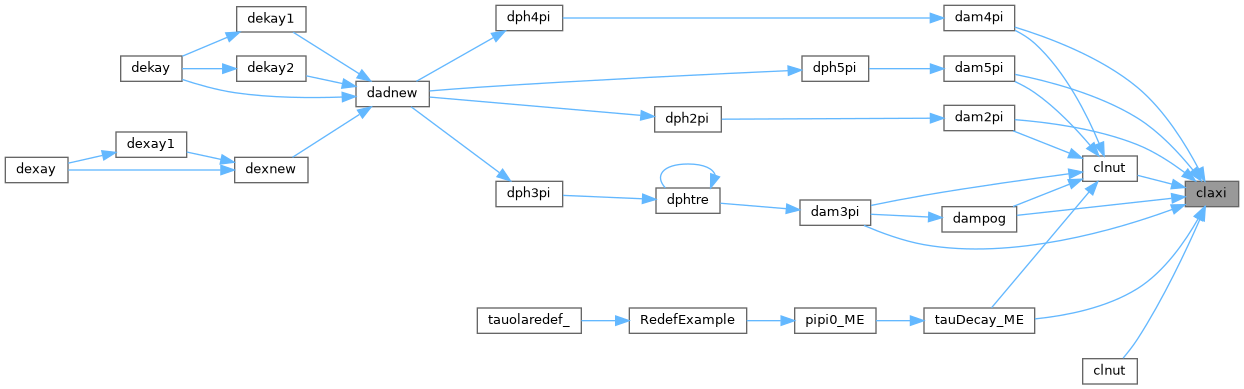 dekay1
dph4pi
dam4pi
dekay
dekay2
dph5pi
dam5pi
dadnew
dph2pi
dam2pi
dexay1
dexay
dexnew
clnut
dph3pi
dphtre
claxi
dam3pi
dampog
tauolaredef_
RedefExample
pipi0_ME
tauDecay_ME
clnut